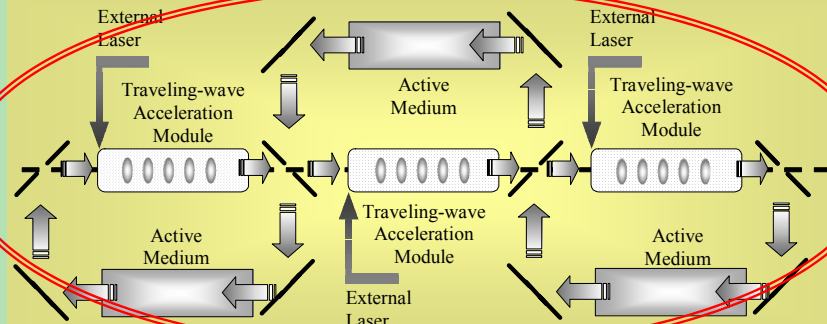 External
Laser
Traveling-wave
Acceleration
Module
Active
Medium
External
Laser
Traveling-wave
Acceleration
Module
Active
Medium
Traveling-wave
Acceleration
Module
External
Laser
Active
Medium